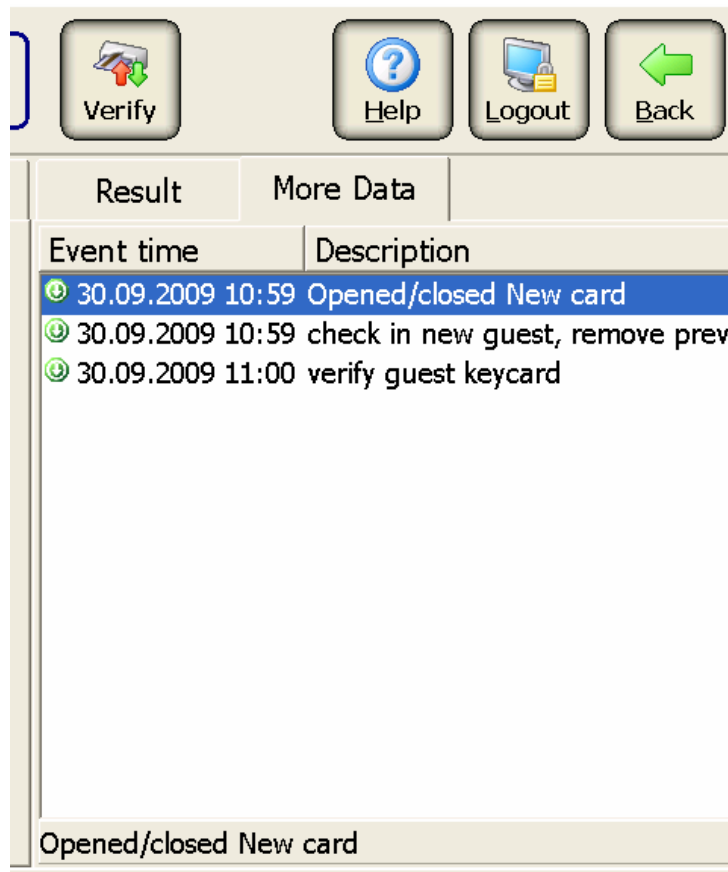 Verify
Help
Logout
Back
Result
More Data
Event time Description
30.09.2009 10:59 Opened/closed New card
30.09.2009 10:59 check in new guest, remove prev
30.09.2009 11:00 verify guest keycard
Opened/closed New card